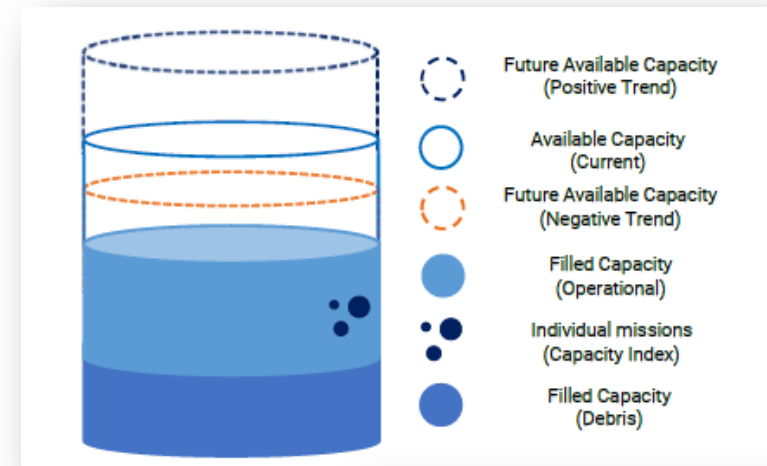 Future Available Capacity
(Positive Trend)
Available Capacity
(Current)
Future Available Capacity
(Negative Trend)
Filled Capacity
(Operational)
Individual missions
(Capacity Index)
Filled Capacity
(Debris)